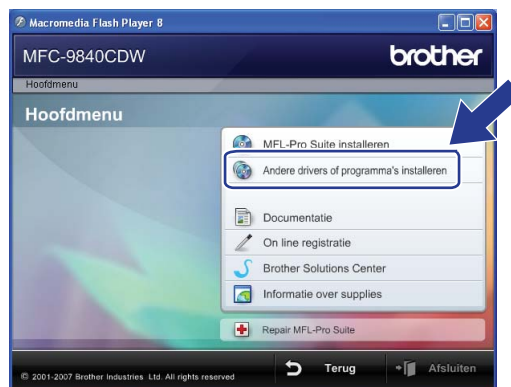 Macromedia Flash Player 8
MFC-9840CDW
brother
Hoofdmenu
Hoofdmenu
MFL-Pro Suite installeren
Andere drivers of programma's installeren
Documentatie
On line registratie
Brother Solutions Center
Informatie over supplies
Repair MFL-Pro Suite
© 2001-2007 Brother Industries Ltd. All rights reserved
Terug
Afsluiten